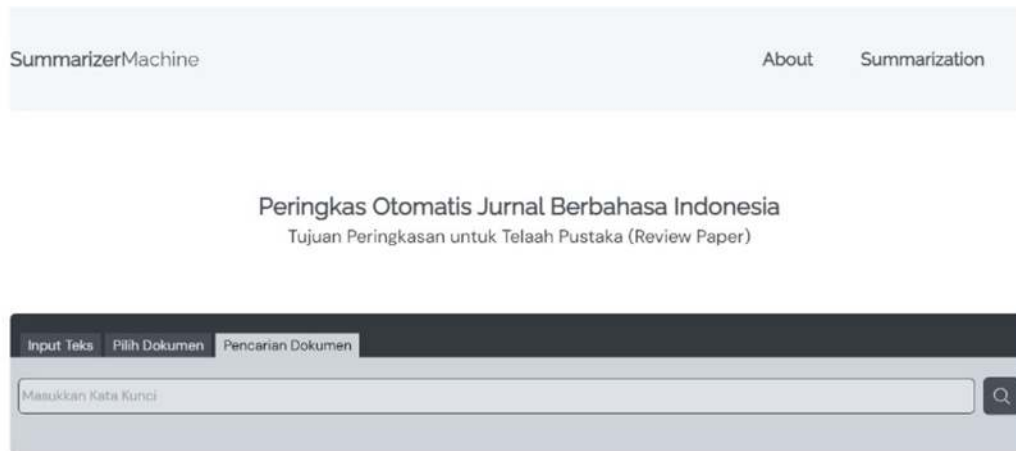 SummarizerMachine
About Summarization
Peringkas Otomatis Jurnal Berbahasa Indonesia
Tujuan Peringkasan untuk Telaah Pustaka (Review Paper)
Input Teks Pilih Dokumen Pencarian Dokumen
Masukkan Kata Kunci